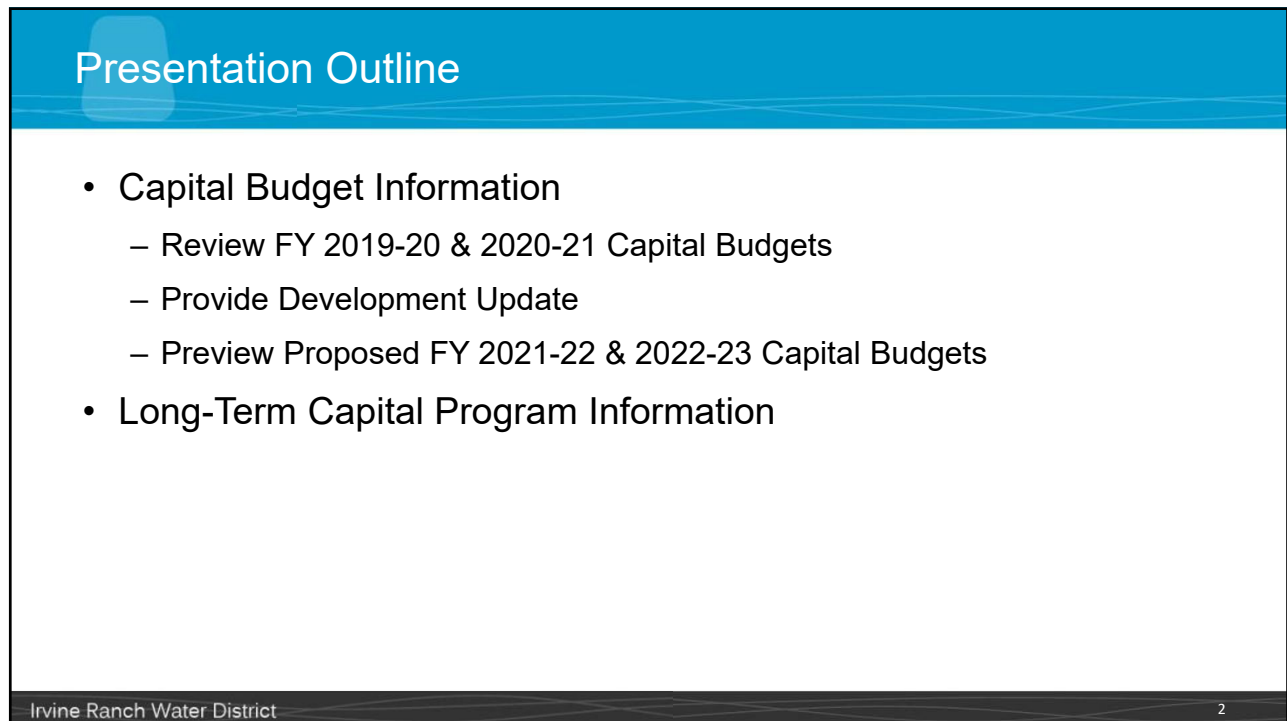 Presentation Outline
• Capital Budget Information
– Review FY 2019-20 & 2020-21 Capital Budgets
– Provide Development Update
– Preview Proposed FY 2021-22 & 2022-23 Capital Budgets
• Long-Term Capital Program Information
Irvine Ranch Water District
2